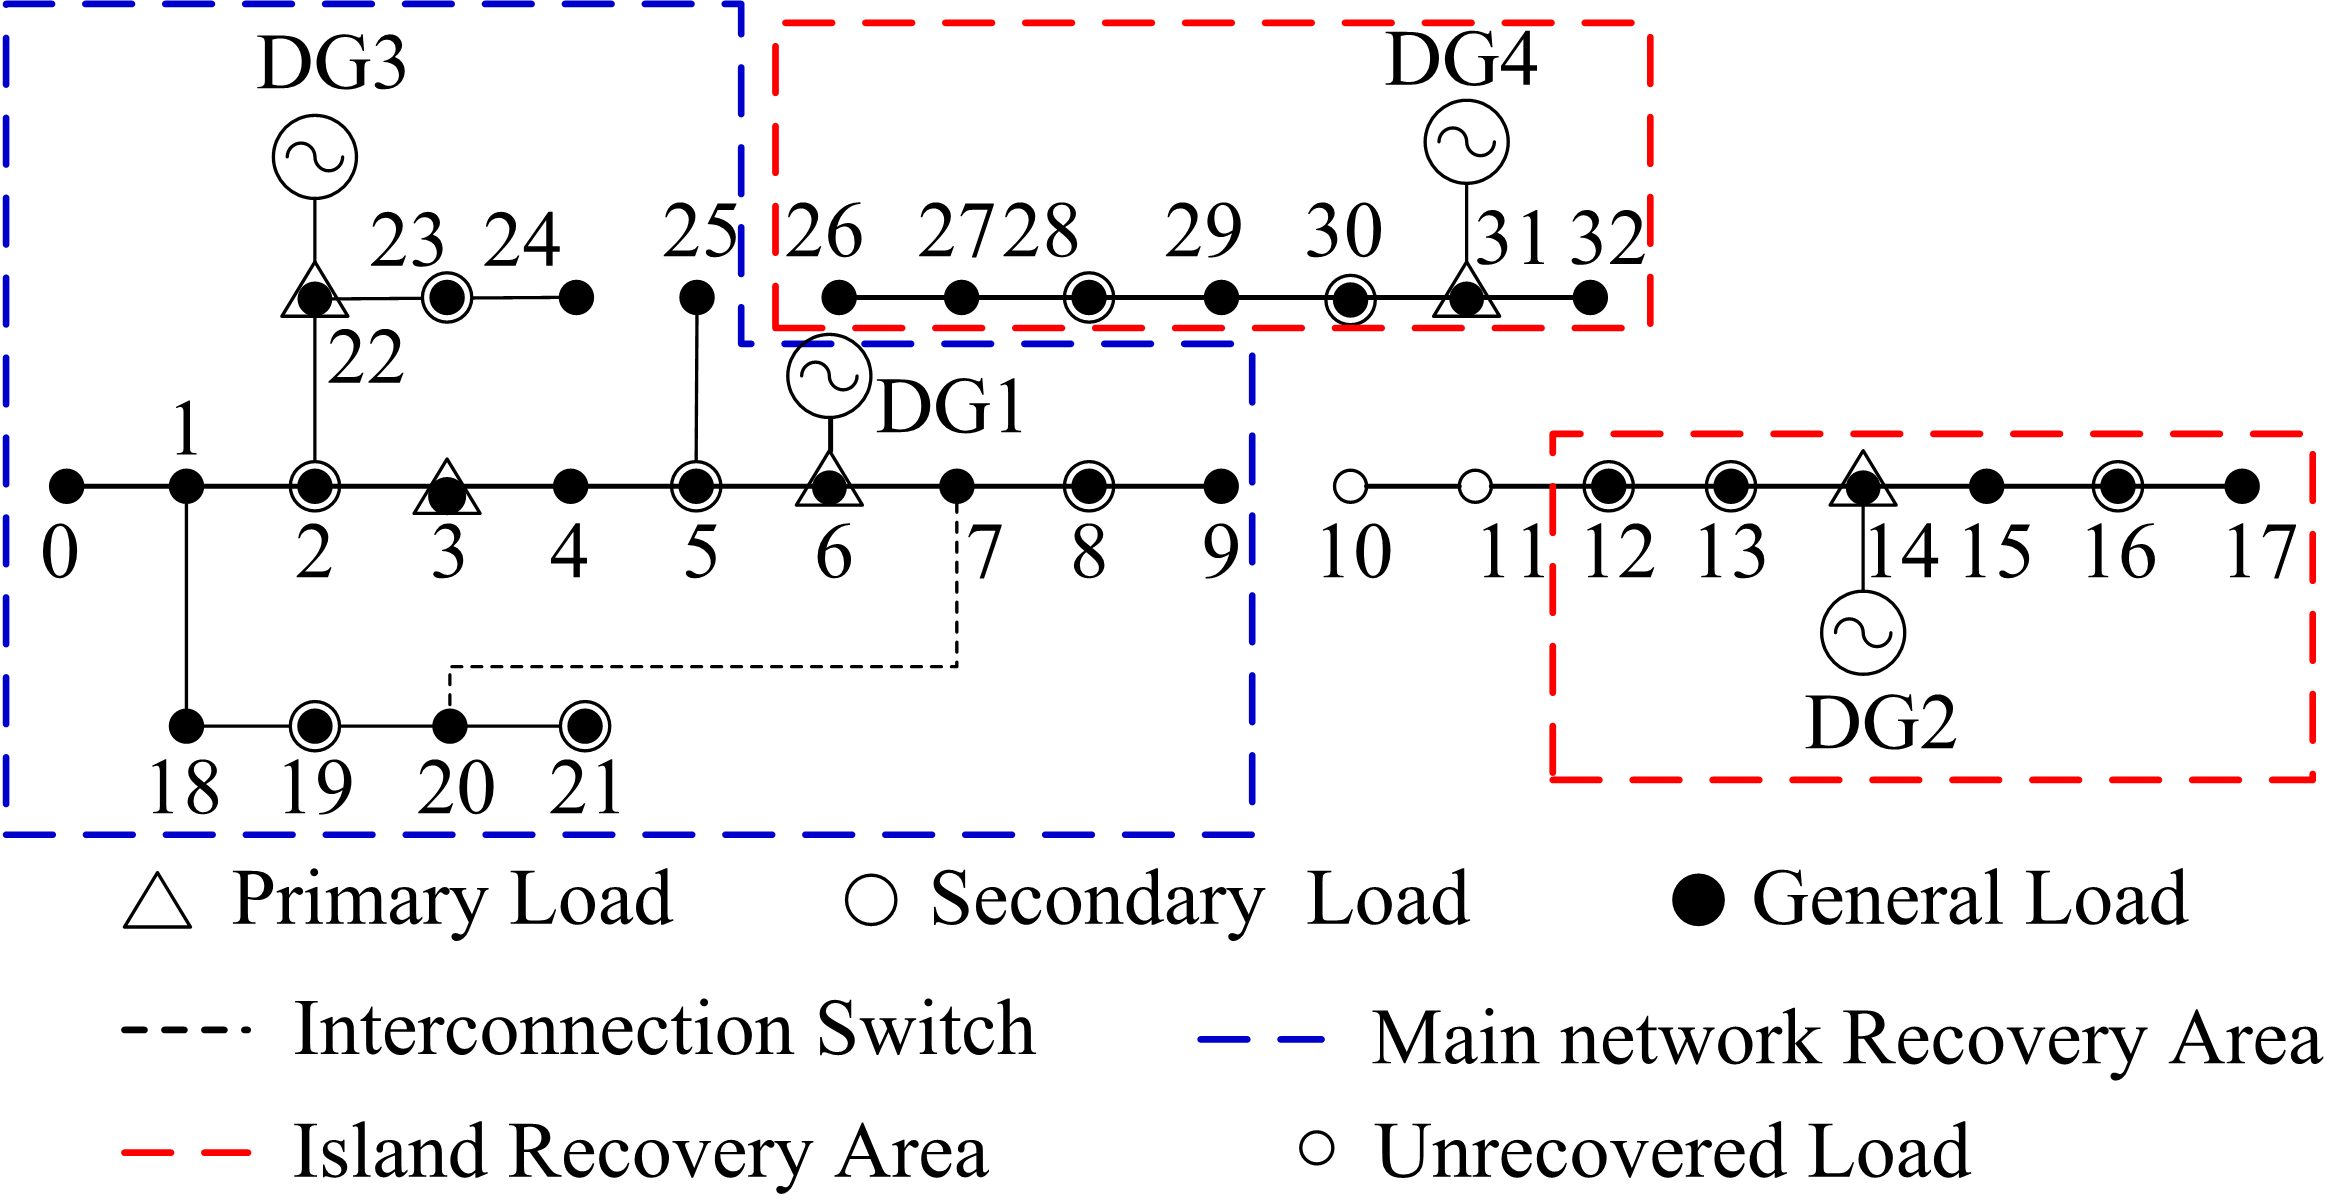 DG3
DG4
23 24 25 26 27 28 29 30 31 32
22
DG1
1
0 2 3 4 5 6 7 8 9 10 11 12 13 14 15 16 17
DG2
18 19 20 21
Primary Load Secondary Load General Load
Interconnection Switch Main network Recovery Area
Island Recovery Area Unrecovered Load